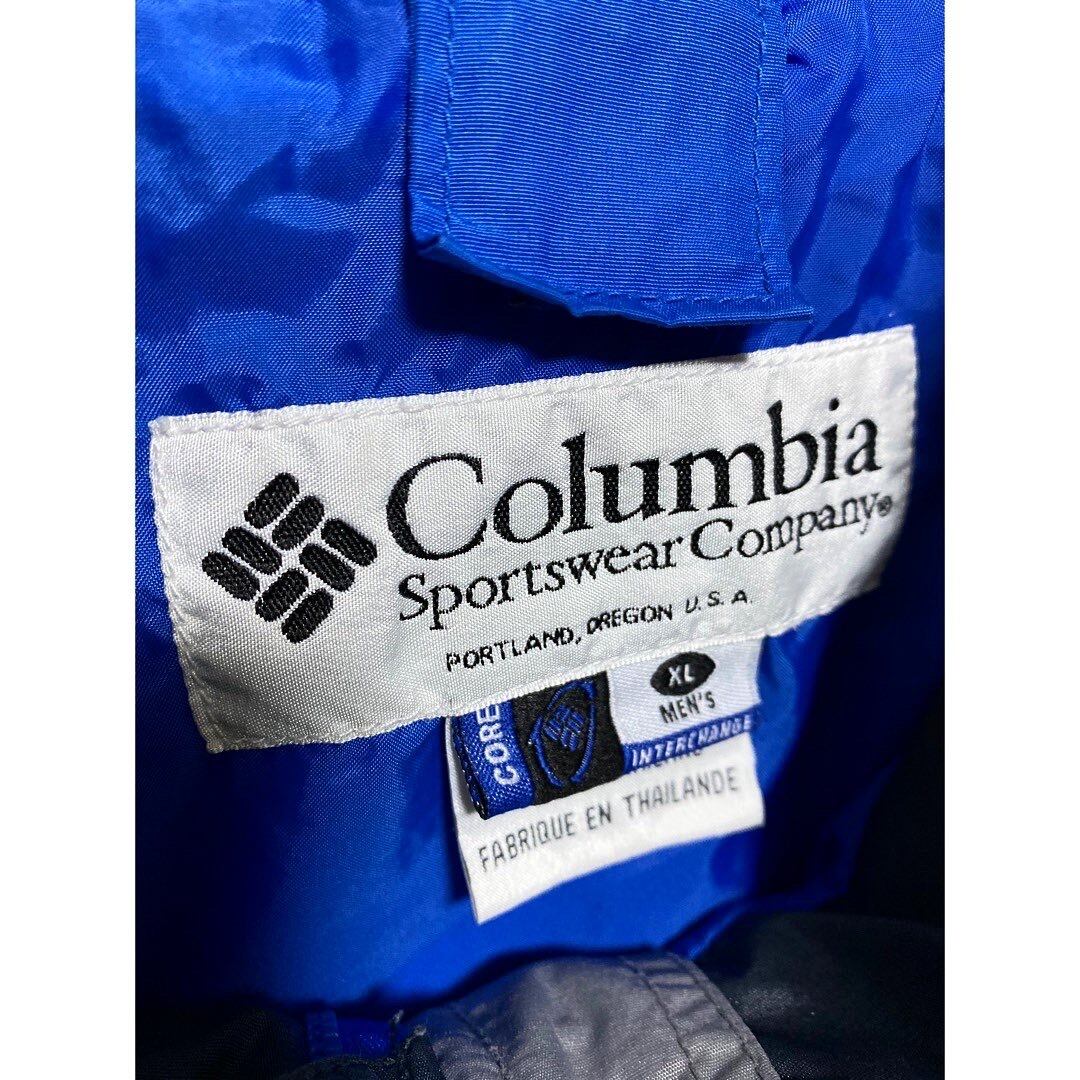 Columbia
Sportswear Company®
PORTLAND, OREGON U.S.A.
XL
MEN'S
CORE
INTERCHANGE
FABRIQUE EN THAILANDE